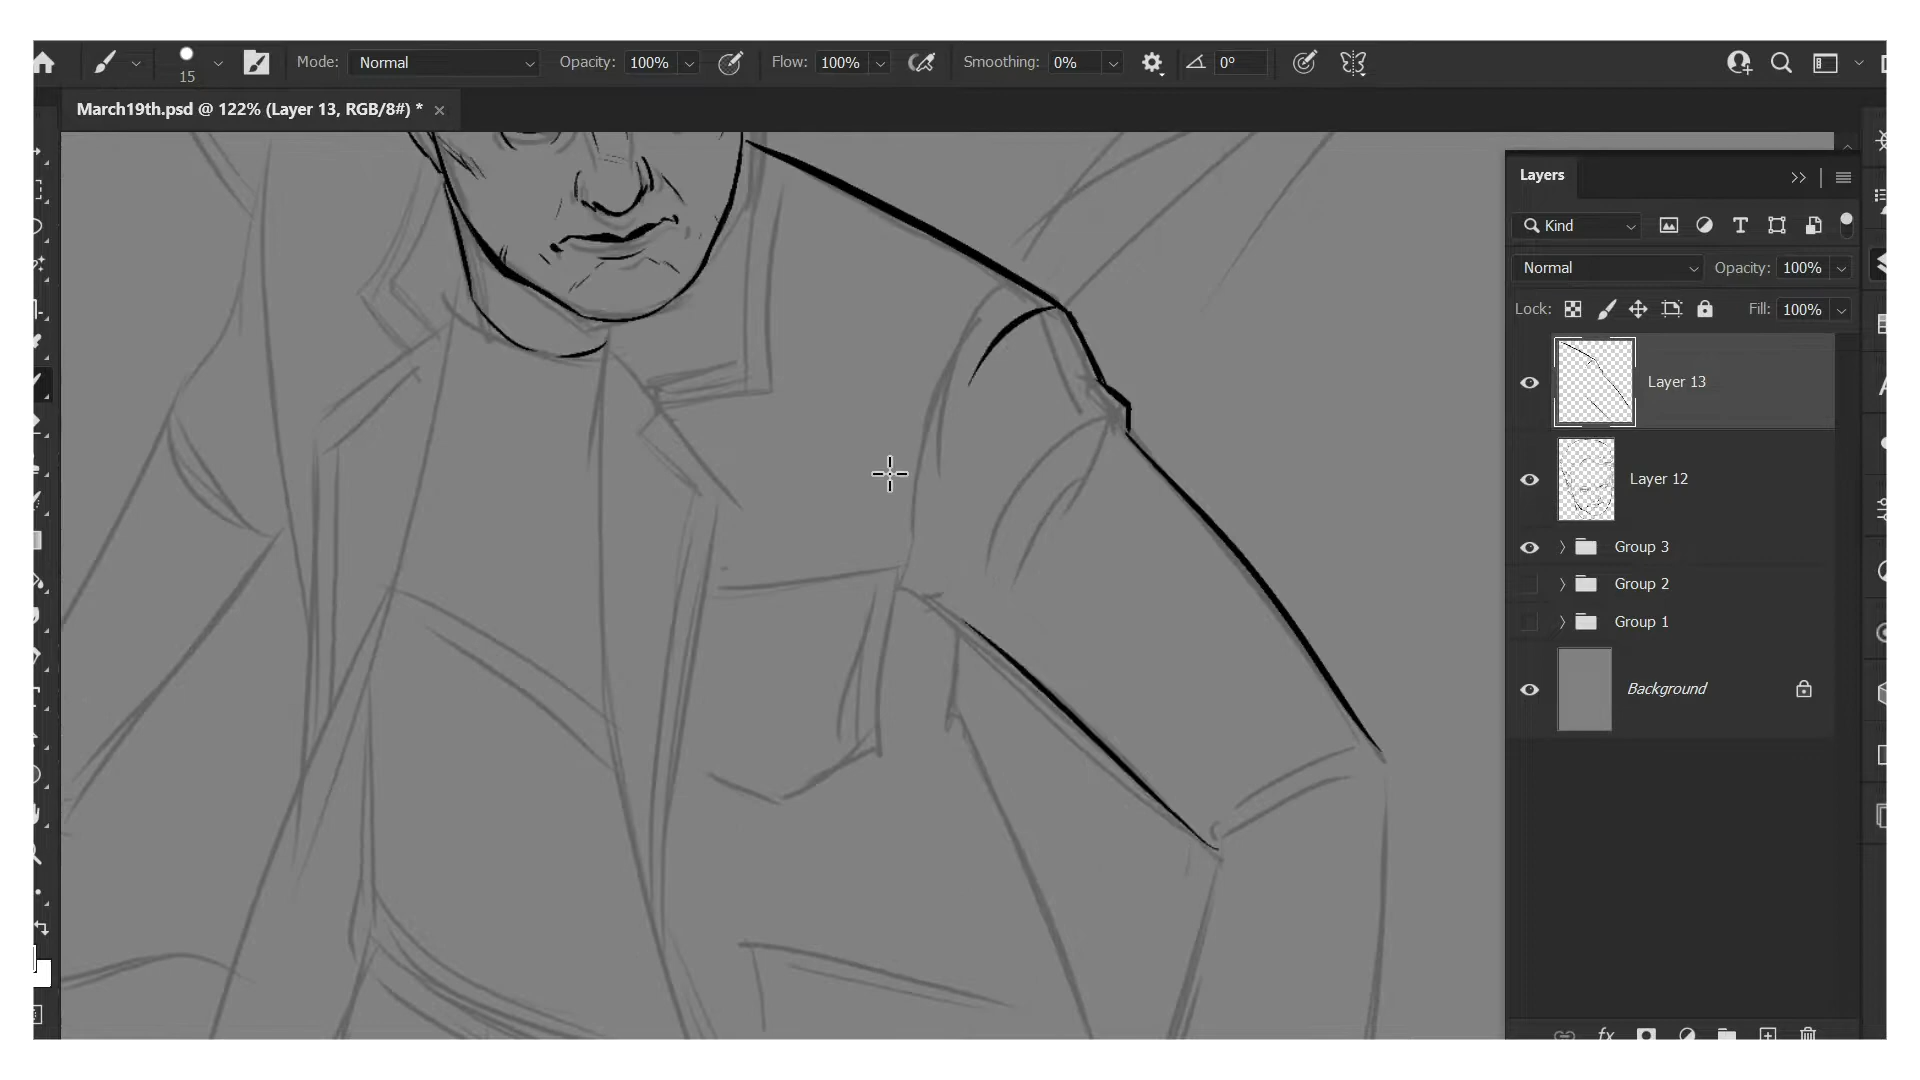 15
Mode: Normal Opacity: 100% Flow: 100% Smoothing: 0% 0°
March19th.psd @ 122% (Layer 13, RGB/8#) * ×
Layers
Kind
Normal Opacity: 100%
Lock: Fill: 100%
Layer 13
Layer 12
Group 3
Group 2
Group 1
Background
fx